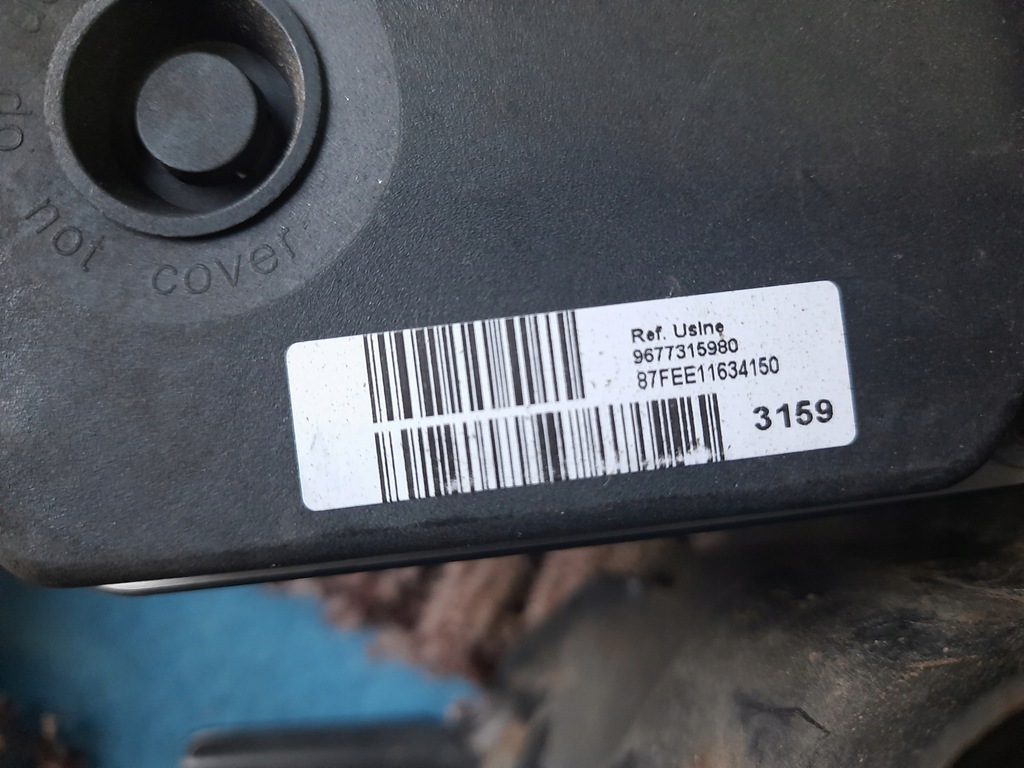 do not cover
Ref. Usine
9677315980
87FEE11634150
3159